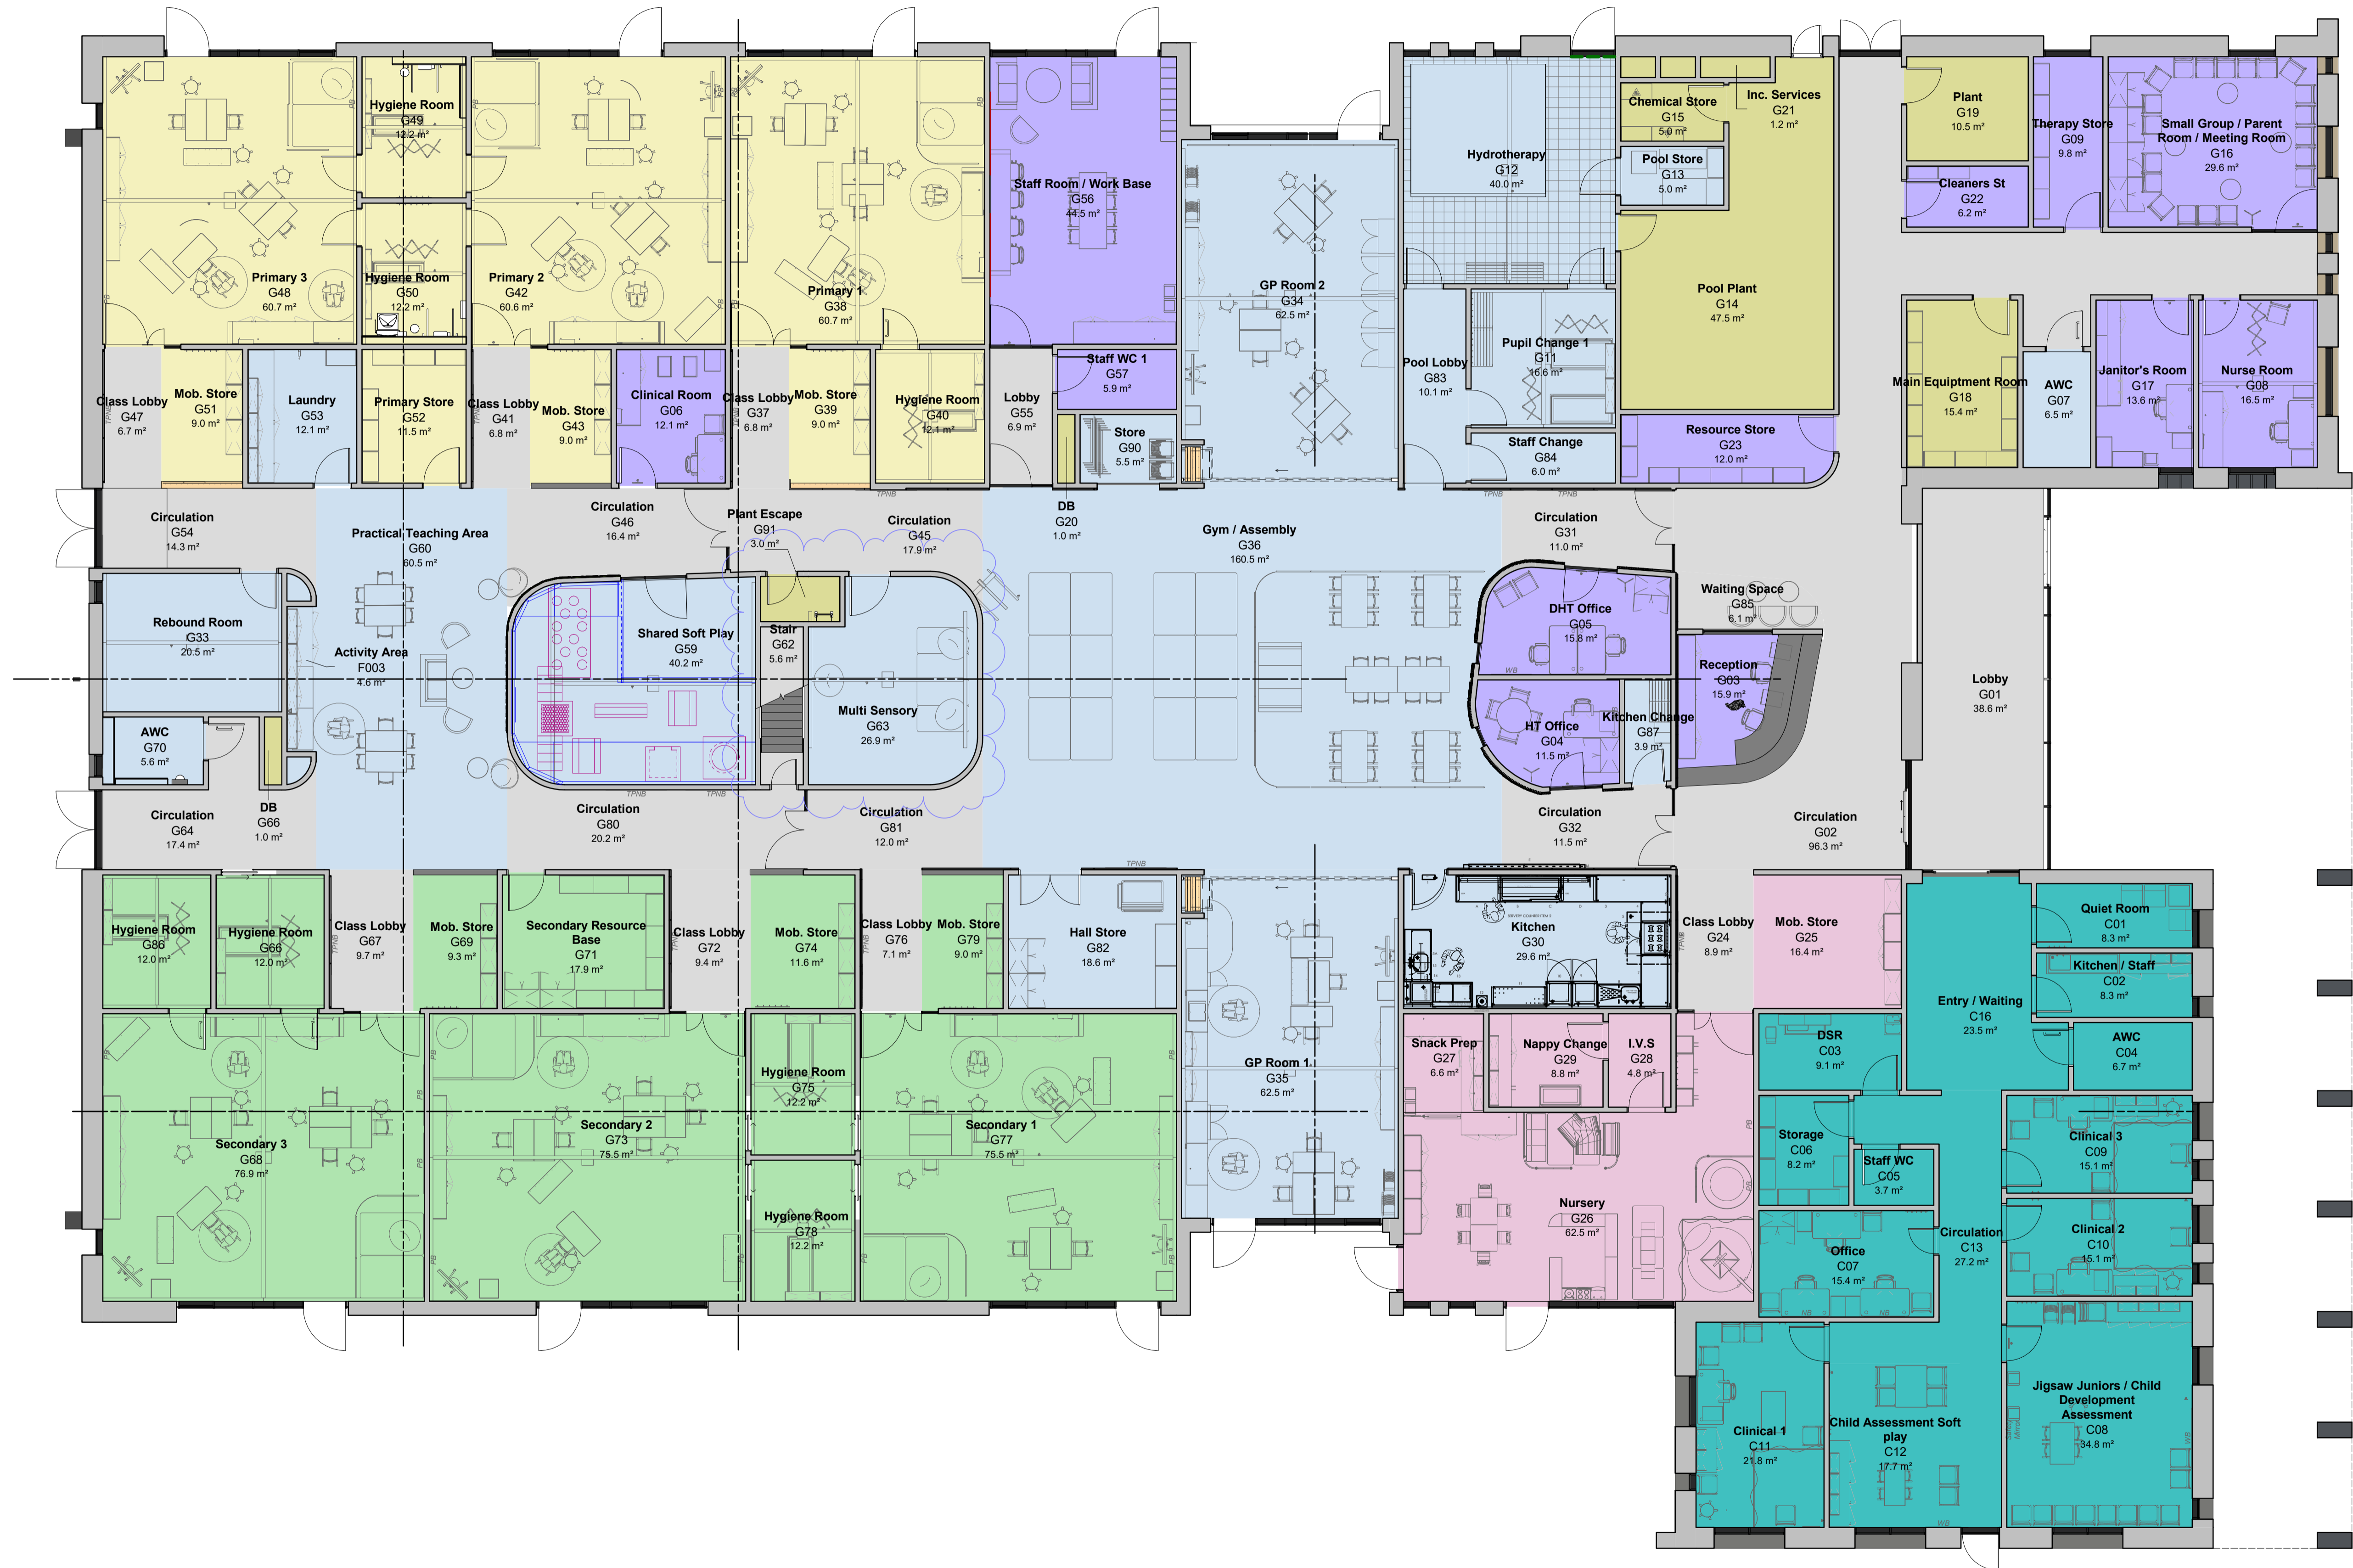 Hygiene Room
G49
12.2 m²
Primary 3
G48
60.7 m²
Hygiene Room
G50
12.2 m²
Primary 2
G42
60.6 m²
Primary 1
G38
60.7 m²
Staff Room / Work Base
G56
44.5 m²
GP Room 2
G34
62.5 m²
Hydrotherapy
G12
40.0 m²
Chemical Store
G15
5.0 m²
Inc. Services
G21
1.2 m²
Pool Store
G13
5.0 m²
Pool Plant
G14
47.5 m²
Plant
G19
10.5 m²
Cleaners St
G22
6.2 m²
Therapy Store
G09
9.8 m²
Small Group / Parent
Room / Meeting Room
G16
29.6 m²
Class Lobby
G47
6.7 m²
Mob. Store
G51
9.0 m²
Laundry
G53
12.1 m²
Primary Store
G52
11.5 m²
Class Lobby
G41
6.8 m²
Mob. Store
G43
9.0 m²
Clinical Room
G06
12.1 m²
Class Lobby
G37
6.8 m²
Mob. Store
G39
9.0 m²
Hygiene Room
G40
12.1 m²
Lobby
G55
6.9 m²
Staff WC 1
G57
5.9 m²
Store
G90
5.5 m²
Pool Lobby
G83
10.1 m²
Pupil Change 1
G11
16.6 m²
Staff Change
G84
6.0 m²
Resource Store
G23
12.0 m²
Main Equiptment Room
G18
15.4 m²
AWC
G07
6.5 m²
Janitor's Room
G17
13.6 m²
Nurse Room
G08
16.5 m²
Circulation
G54
14.3 m²
Practical Teaching Area
G60
60.5 m²
Circulation
G46
16.4 m²
Plant Escape
G91
3.0 m²
Circulation
G45
17.9 m²
DB
G20
1.0 m²
Gym / Assembly
G36
160.5 m²
Circulation
G31
11.0 m²
Waiting Space
G85
6.1 m²
Rebound Room
G33
20.5 m²
Activity Area
F003
4.6 m²
Shared Soft Play
G59
40.2 m²
Stair
G62
5.6 m²
Multi Sensory
G63
26.9 m²
DHT Office
G05
15.8 m²
WB
HT Office
G04
11.5 m²
Kitchen Change
G87
3.9 m²
Reception
G03
15.9 m²
Lobby
G01
38.6 m²
AWC
G70
5.6 m²
Circulation
G64
17.4 m²
DB
G66
1.0 m²
Circulation
G80
20.2 m²
Circulation
G81
12.0 m²
Circulation
G32
11.5 m²
Circulation
G02
96.3 m²
TPNB
TPNB
TPNB
TPNB
TPNB
TPNB
Hygiene Room
G86
12.0 m²
Hygiene Room
G66
12.0 m²
Class Lobby
G67
9.7 m²
Mob. Store
G69
9.3 m²
Secondary Resource
Base
G71
17.9 m²
Class Lobby
G72
9.4 m²
Mob. Store
G74
11.6 m²
Class Lobby
G76
7.1 m²
Mob. Store
G79
9.0 m²
Hall Store
G82
18.6 m²
Kitchen
G30
29.6 m²
Class Lobby
G24
8.9 m²
Mob. Store
G25
16.4 m²
Entry / Waiting
C16
23.5 m²
Quiet Room
C01
8.3 m²
Kitchen / Staff
C02
8.3 m²
AWC
C04
6.7 m²
Secondary 3
G68
76.9 m²
Secondary 2
G73
75.5 m²
Hygiene Room
G75
12.2 m²
Hygiene Room
G78
12.2 m²
Secondary 1
G77
75.5 m²
GP Room 1
G35
62.5 m²
Snack Prep
G27
6.6 m²
Nappy Change
G29
8.8 m²
I.V.S
G28
4.8 m²
Nursery
G26
62.5 m²
DSR
C03
9.1 m²
Storage
C06
8.2 m²
Staff WC
C05
3.7 m²
Office
C07
15.4 m²
NB
NB
Circulation
C13
27.2 m²
Clinical 3
C09
15.1 m²
Clinical 2
C10
15.1 m²
Clinical 1
C11
21.8 m²
Child Assessment Soft
play
C12
17.7 m²
WB
Jigsaw Juniors / Child
Development
Assessment
C08
34.8 m²
WB